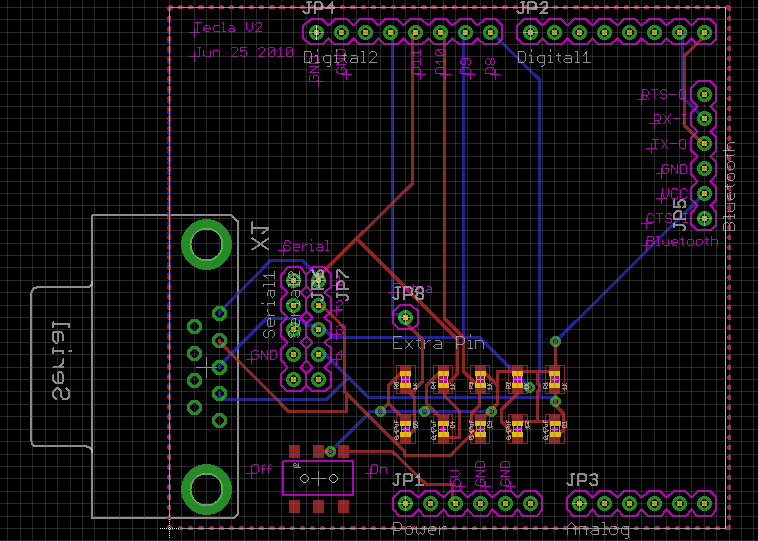 JP4
JP2
Tecla V2
Jun 25 2010
Digital2
Digital1
GND
D11
D10
D9
D8
RTS-O
RX-I
TX-O
GND
VCC
CTS-I
Bluetooth
JP5
Bluetooth
X1
Serial
Serial1
JP6
JP7
GND
JP8
Extra Pin
Serial
Off
On
JP1
5V
GND
GND
Power
JP3
Analog